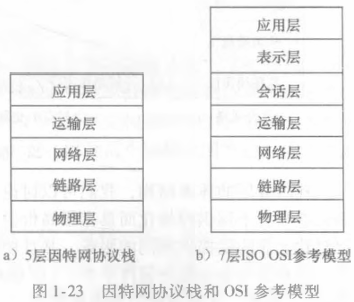 应用层
运输层
网络层
链路层
物理层
a）5层因特网协议栈
应用层
表示层
会话层
运输层
网络层
链路层
物理层
b）7层ISO OSI参考模型
图1-23 因特网协议栈和 OSI 参考模型